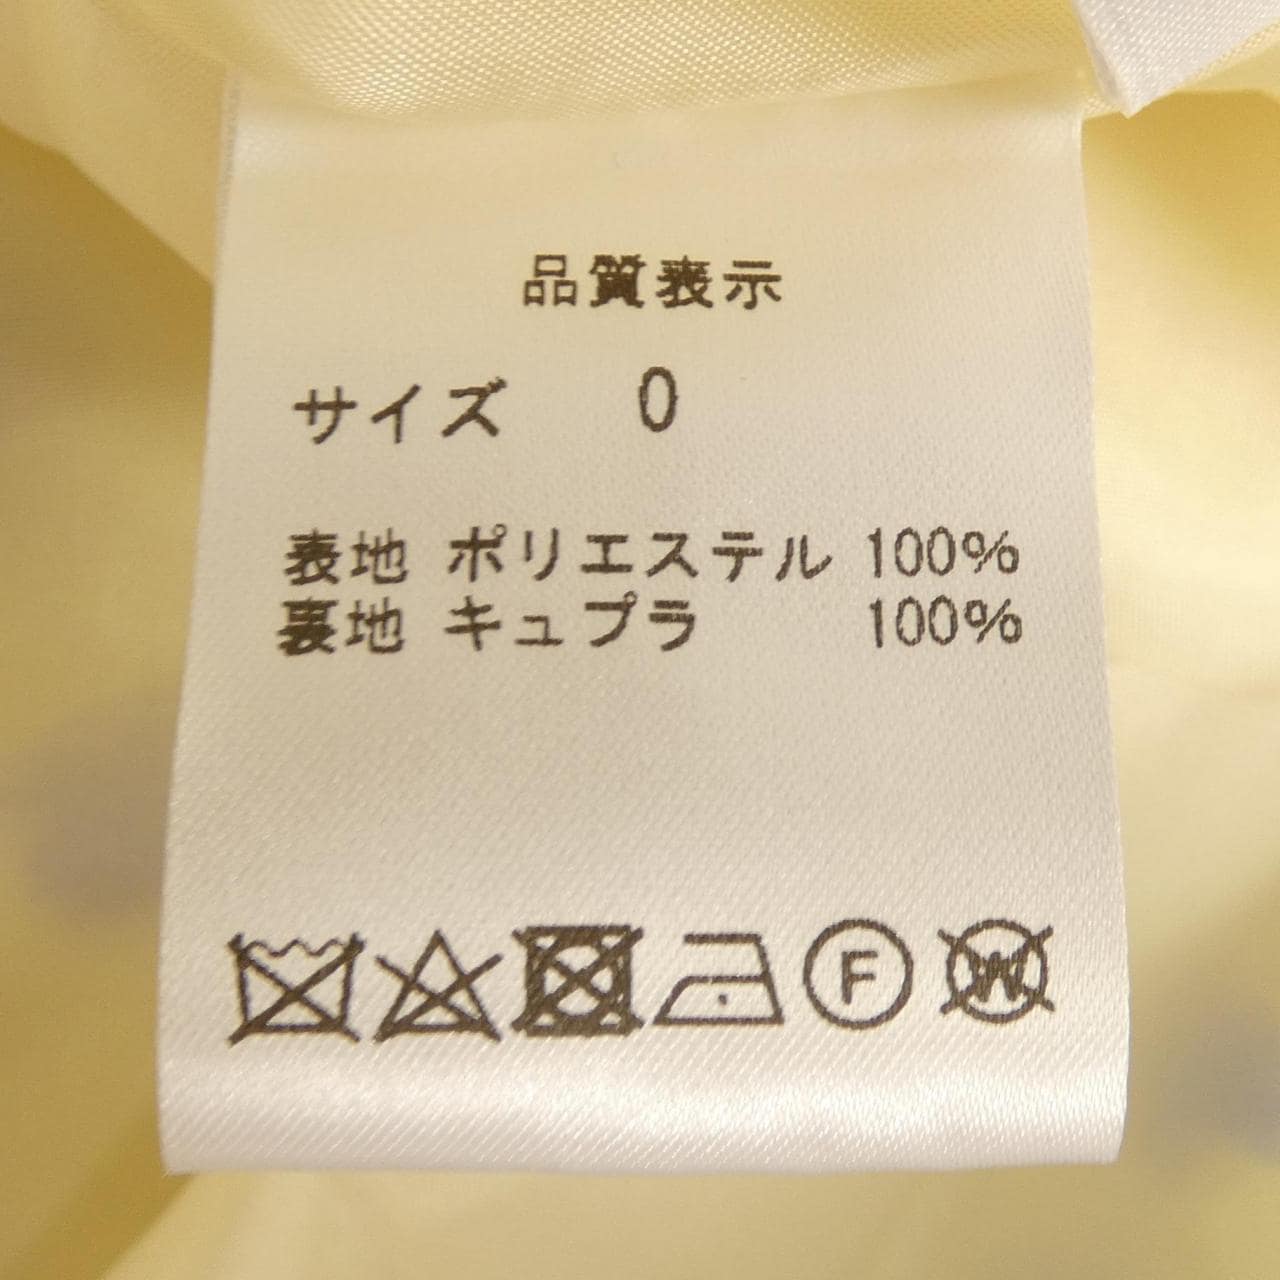 品質表示
サイズ 0
表地 ポリエステル 100%
裏地 キュプラ 100%
F W